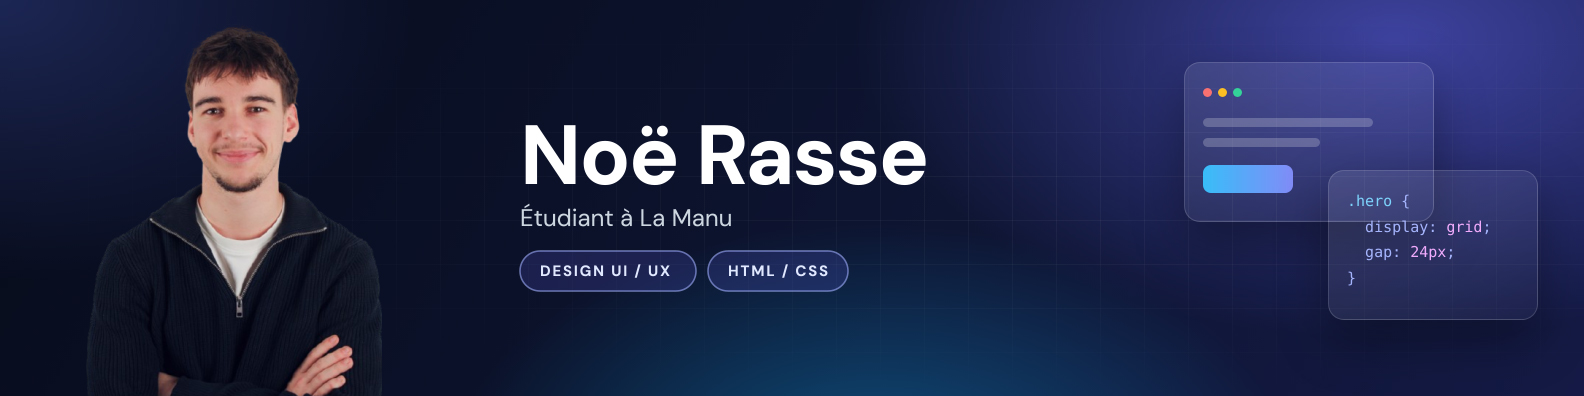 Noë Rasse
Étudiant à La Manu
DESIGN UI / UX
HTML / CSS
.hero {
display: grid;
gap: 24px;
}